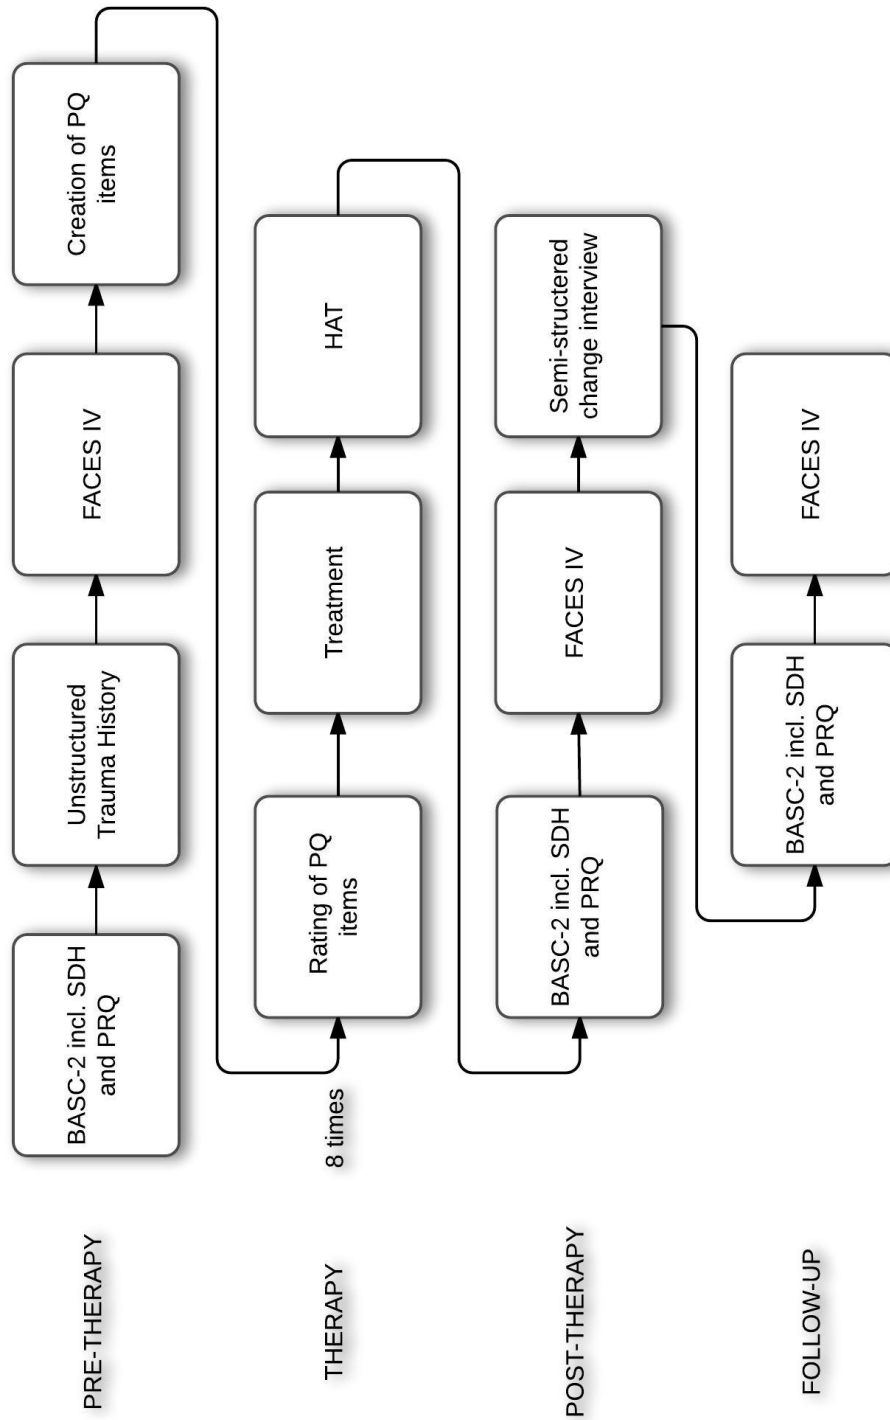 PRE-THERAPY
BASC-2 incl. SDH
and PRQ
Unstructured
Trauma History
FACES IV
Creation of PQ
items
THERAPY
8 times
Rating of PQ
items
Treatment
HAT
POST-THERAPY
BASC-2 incl. SDH
and PRQ
FACES IV
Semi-structered
change interview
FOLLOW-UP
BASC-2 incl. SDH
and PRQ
FACES IV